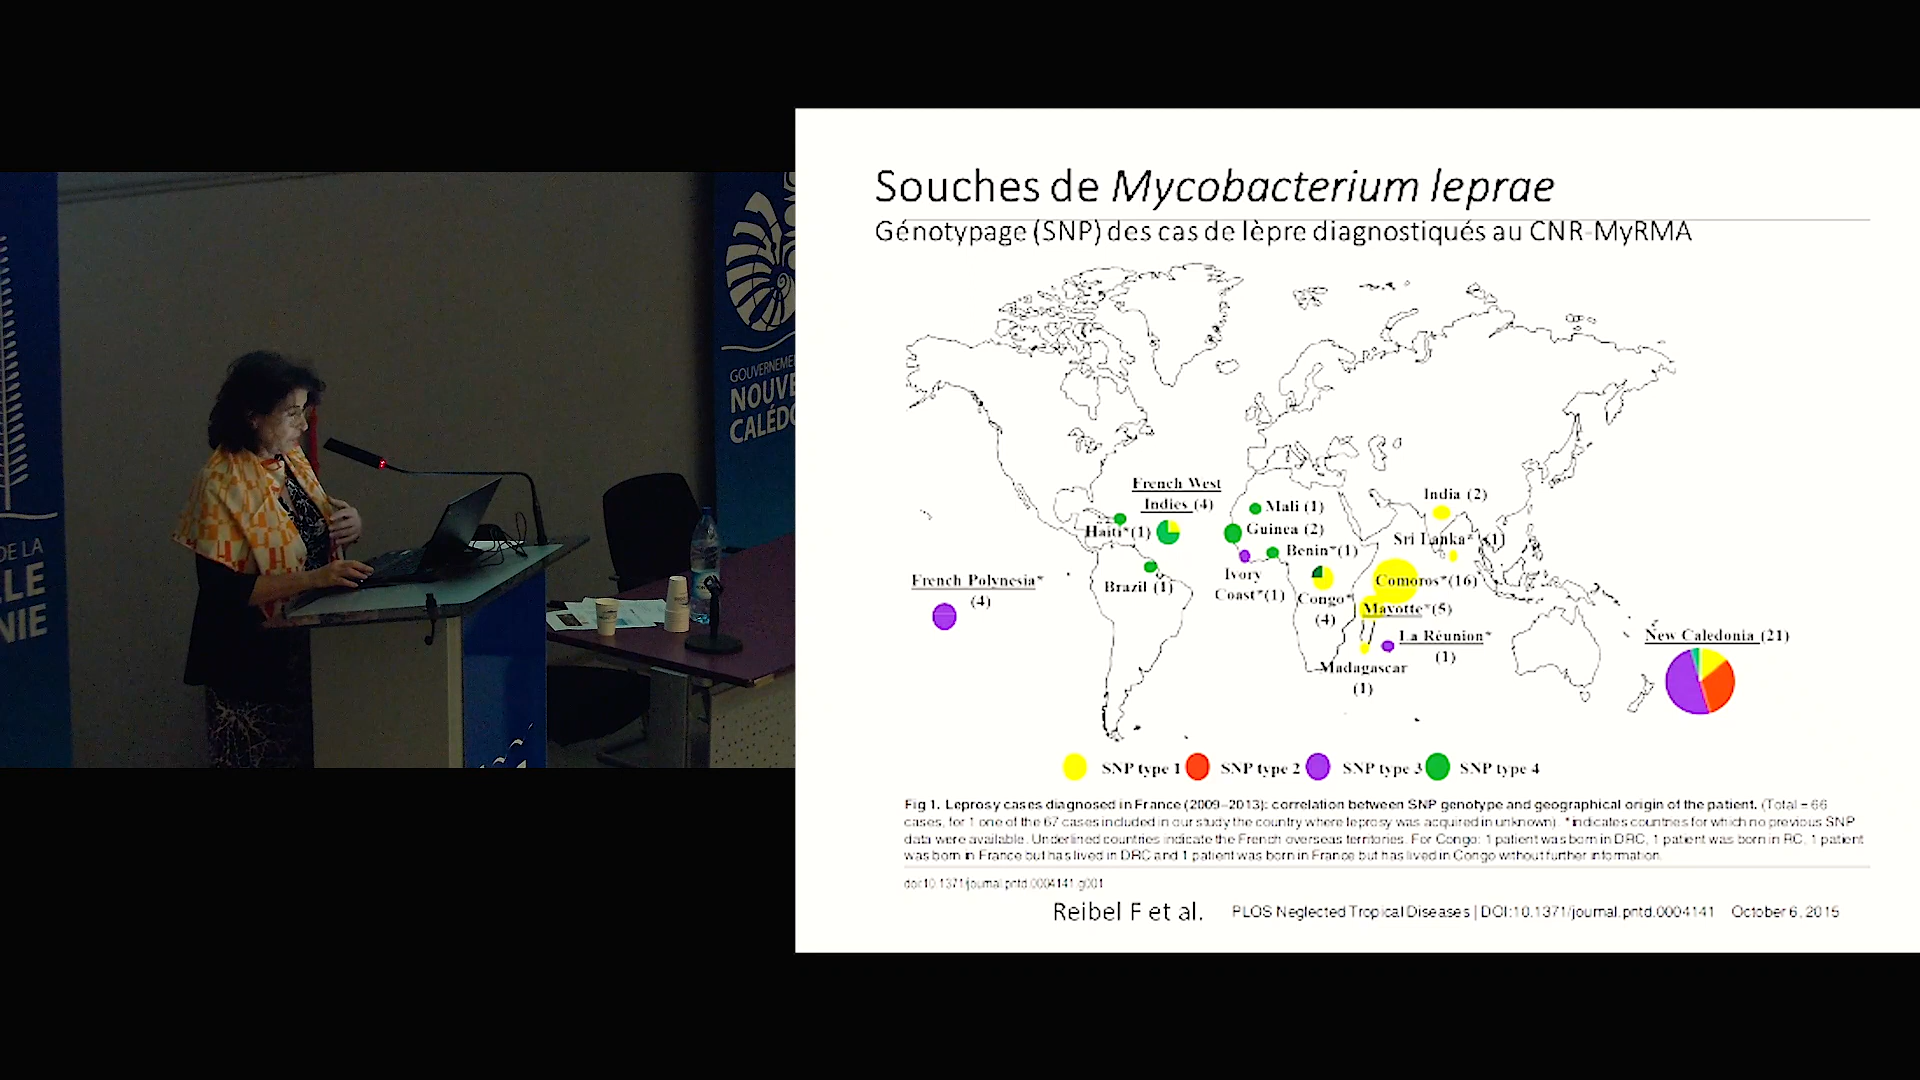 DE LA
LLE
NIE
GOUVERNEME
NOUVE
CALÉDO
Souches de Mycobacterium leprae
Génotypage (SNP) des cas de lèpre diagnostiqués au CNR-MyRMA
French West
Indies (4)
Haiti*(1)
Brazil (1)
French Polynesia*
(4)
Mali (1)
Guinea (2)
Benin*(1)
Ivory
Coast*(1)
Congo*
(4)
India (2)
Sri Lanka* (1)
Comoros*(16)
Mayotte*(5)
La Réunion*
(1)
Madagascar
(1)
New Caledonia (21)
SNP type 1
SNP type 2
SNP type 3
SNP type 4
Fig 1. Leprosy cases diagnosed in France (2009–2013): correlation between SNP genotype and geographical origin of the patient. (Total = 66
cases, for 1 one of the 67 cases included in our study the country where leprosy was acquired in unknown). *indicates countries for which no previous SNP
data were available. Underlined countries indicate the French overseas territories. For Congo: 1 patient was born in DRC, 1 patient was born in RC, 1 patient
was born in France but has lived in DRC and 1 patient was born in France but has lived in Congo without further information.
doi:10.1371/journal.pntd.0004141.g001
Reibel F et al.
PLOS Neglected Tropical Diseases | DOI:10.1371/journal.pntd.0004141 October 6, 2015